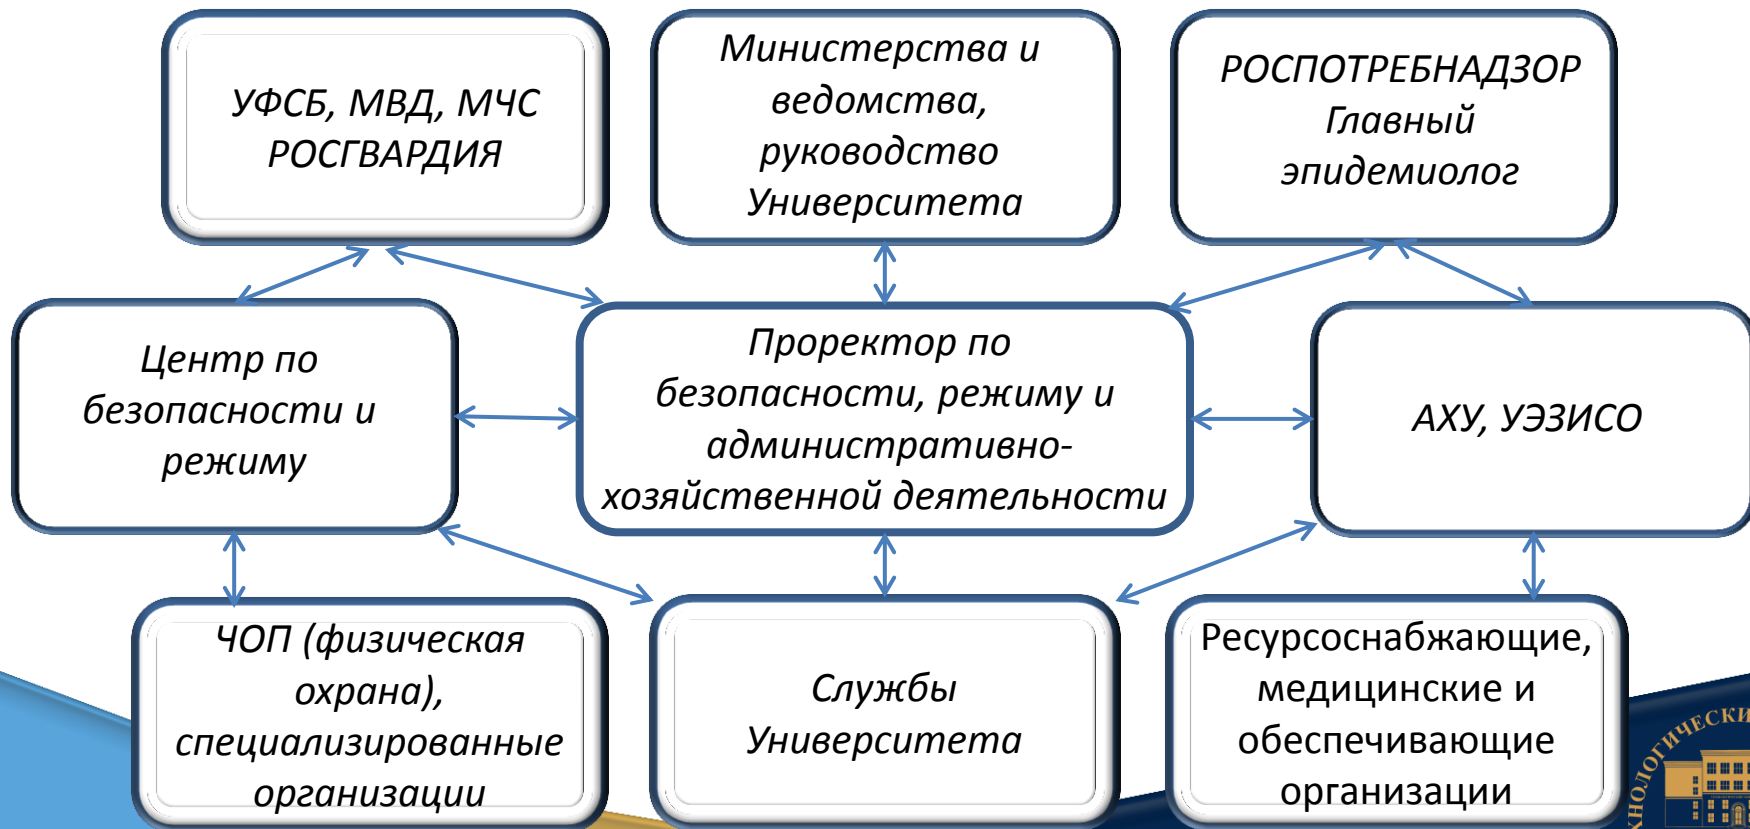 УФСБ, МВД, МЧС
РОСГВАРДИЯ
Министерства и
ведомства,
руководство
Университета
РОСПОТРЕБНАДЗОР
Главный
эпидемиолог
Центр по
безопасности и
режиму
Проректор по
безопасности, режиму и
административно-
хозяйственной деятельности
АХУ, УЭЗИСО
ЧОП (физическая
охрана),
специализированные
организации
Службы
Университета
Ресурсоснабжающие,
медицинские и
обеспечивающие
организации